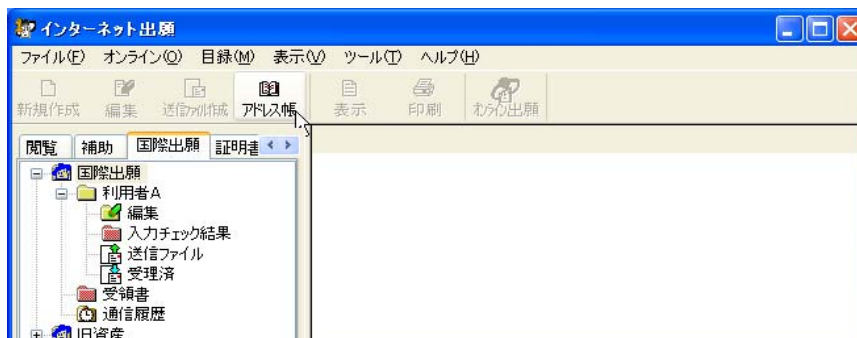 インターネット出願
ファイル(F) オンライン(O) 目録(M) 表示(V) ツール(T) ヘルプ(H)
新規作成 編集 送信ファイル作成 アドレス帳 表示 印刷 オンライン出願
閲覧 補助 国際出願 証明書
国際出願
利用者A
編集
入力チェック結果
送信ファイル
受理済
受領書
通信履歴
旧資産